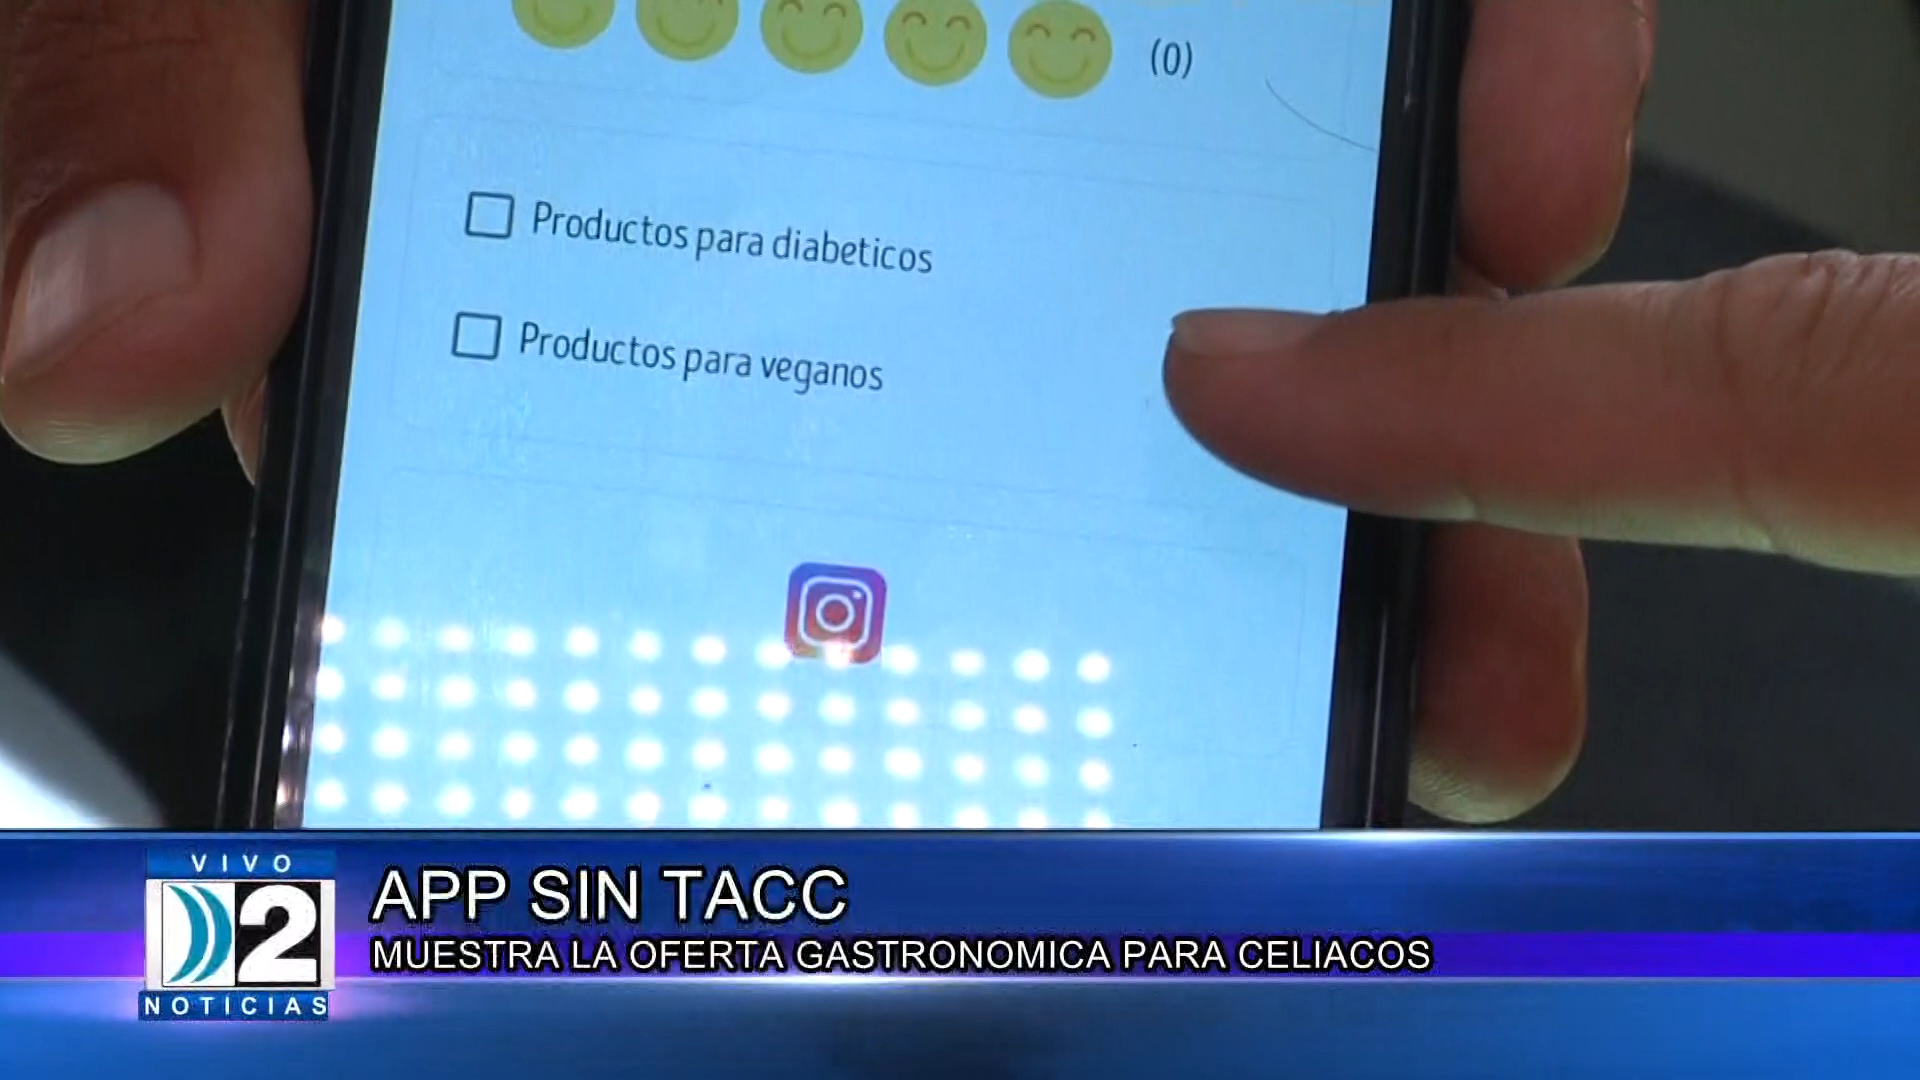 (0)
Productos para diabeticos
Productos para veganos
VIVO
2
NOTICIAS
APP SIN TACC
MUESTRA LA OFERTA GASTRONOMICA PARA CELIACOS